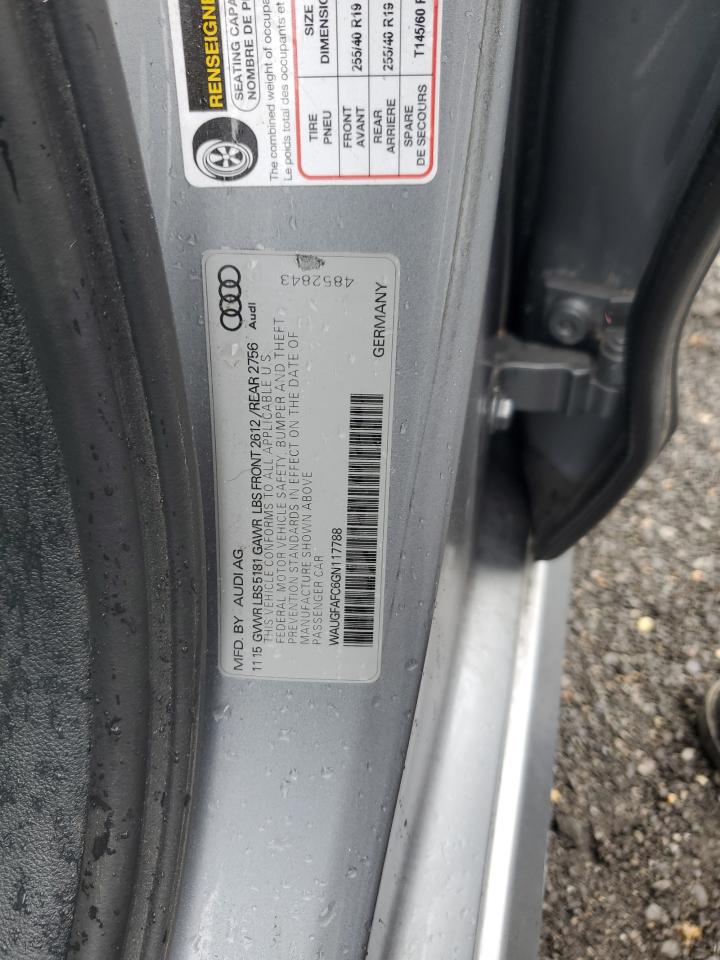 RENSEIGNE
SEATING CAPA
NOMBRE DE P
The combined weight of occupa
Le poids total des occupants et
TIRE
PNEU
SIZE
DIMENSIO
FRONT
AVANT
255/40 R19
REAR
ARRIERE
255/40 R19
SPARE
DE SECOURS
T145/60
MFD. BY AUDI AG
Audi
11 15 GVWR LBS 5181 GAWR LBS FRONT 2612 /REAR 2756
THIS VEHICLE CONFORMS TO ALL APPLICABLE U S
FEDERAL MOTOR VEHICLE SAFETY, BUMPER AND THEFT
PREVENTION STANDARDS IN EFFECT ON THE DATE OF
MANUFACTURE SHOWN ABOVE
PASSENGER CAR
WAUGFAFC6GN117788
GERMANY
4852843